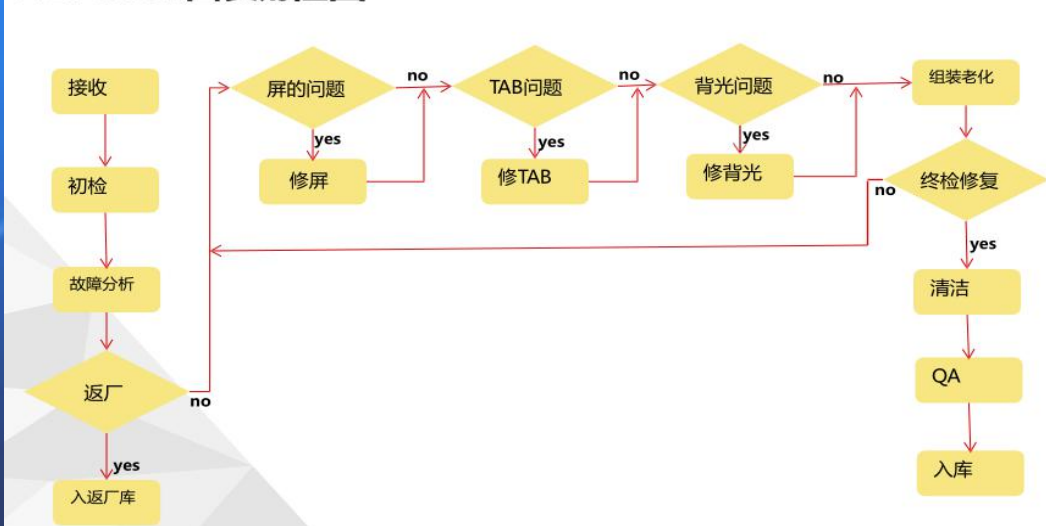 接收
初检
故障分析
返厂
no
yes
入返厂库
屏的问题
no
yes
修屏
TAB问题
no
yes
修TAB
背光问题
no
yes
修背光
组装老化
终检修复
no
yes
清洁
QA
入库